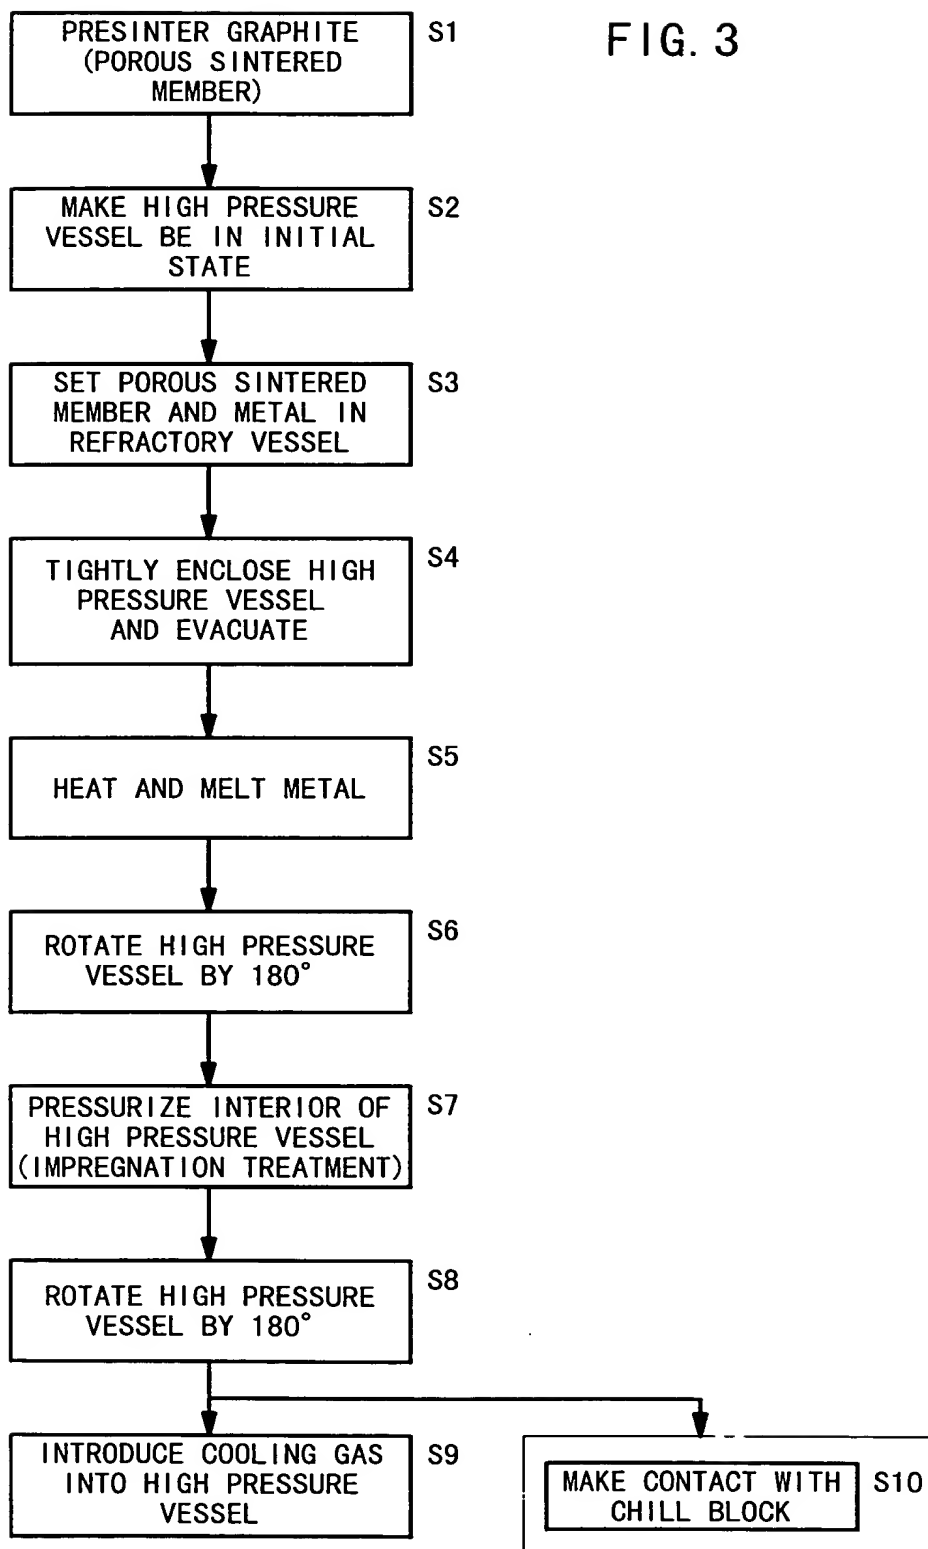 FIG. 3
PRESINTER GRAPHITE
(POROUS SINTERED
MEMBER)
S1
MAKE HIGH PRESSURE
VESSEL BE IN INITIAL
STATE
S2
SET POROUS SINTERED
MEMBER AND METAL IN
REFRACTORY VESSEL
S3
TIGHTLY ENCLOSE HIGH
PRESSURE VESSEL
AND EVACUATE
S4
HEAT AND MELT METAL
S5
ROTATE HIGH PRESSURE
VESSEL BY 180°
S6
PRESSURIZE INTERIOR OF
HIGH PRESSURE VESSEL
(IMPREGNATION TREATMENT)
S7
ROTATE HIGH PRESSURE
VESSEL BY 180°
S8
INTRODUCE COOLING GAS
INTO HIGH PRESSURE
VESSEL
S9
MAKE CONTACT WITH
CHILL BLOCK
S10